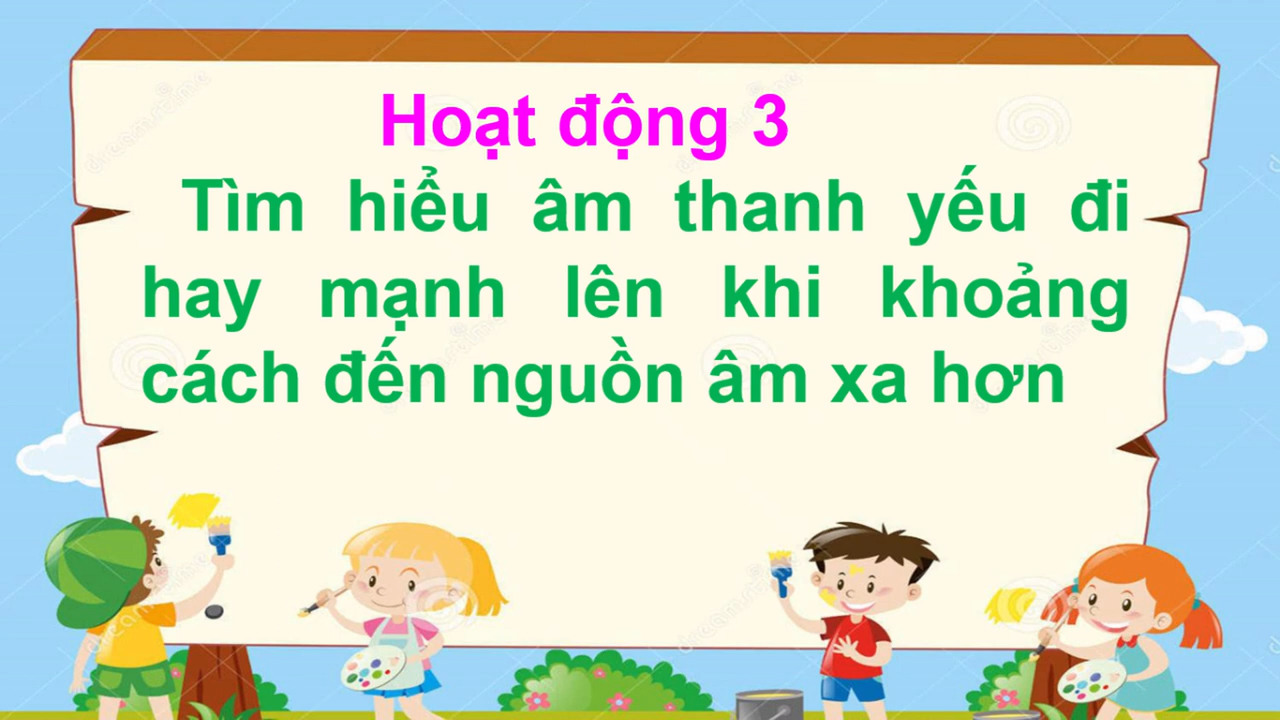 Hoạt động 3
Tìm hiểu âm thanh yếu đi
hay mạnh lên khi khoảng
cách đến nguồn âm xa hơn